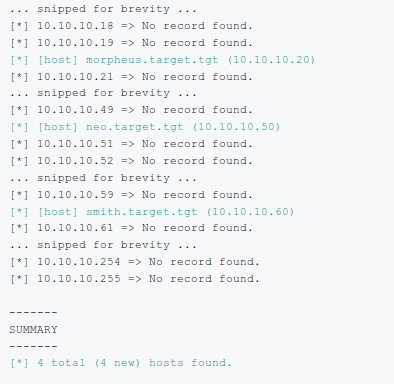 ... snipped for brevity ...
[*] 10.10.10.18 => No record found.
[*] 10.10.10.19 => No record found.
[*] [host] morpheus.target.tgt (10.10.10.20)
[*] 10.10.10.21 => No record found.
... snipped for brevity ...
[*] 10.10.10.49 => No record found.
[*] [host] neo.target.tgt (10.10.10.50)
[*] 10.10.10.51 => No record found.
[*] 10.10.10.52 => No record found.
... snipped for brevity ...
[*] 10.10.10.59 => No record found.
[*] [host] smith.target.tgt (10.10.10.60)
[*] 10.10.10.61 => No record found.
... snipped for brevity ...
[*] 10.10.10.254 => No record found.
[*] 10.10.10.255 => No record found.
-------
SUMMARY
-------
[*] 4 total (4 new) hosts found.